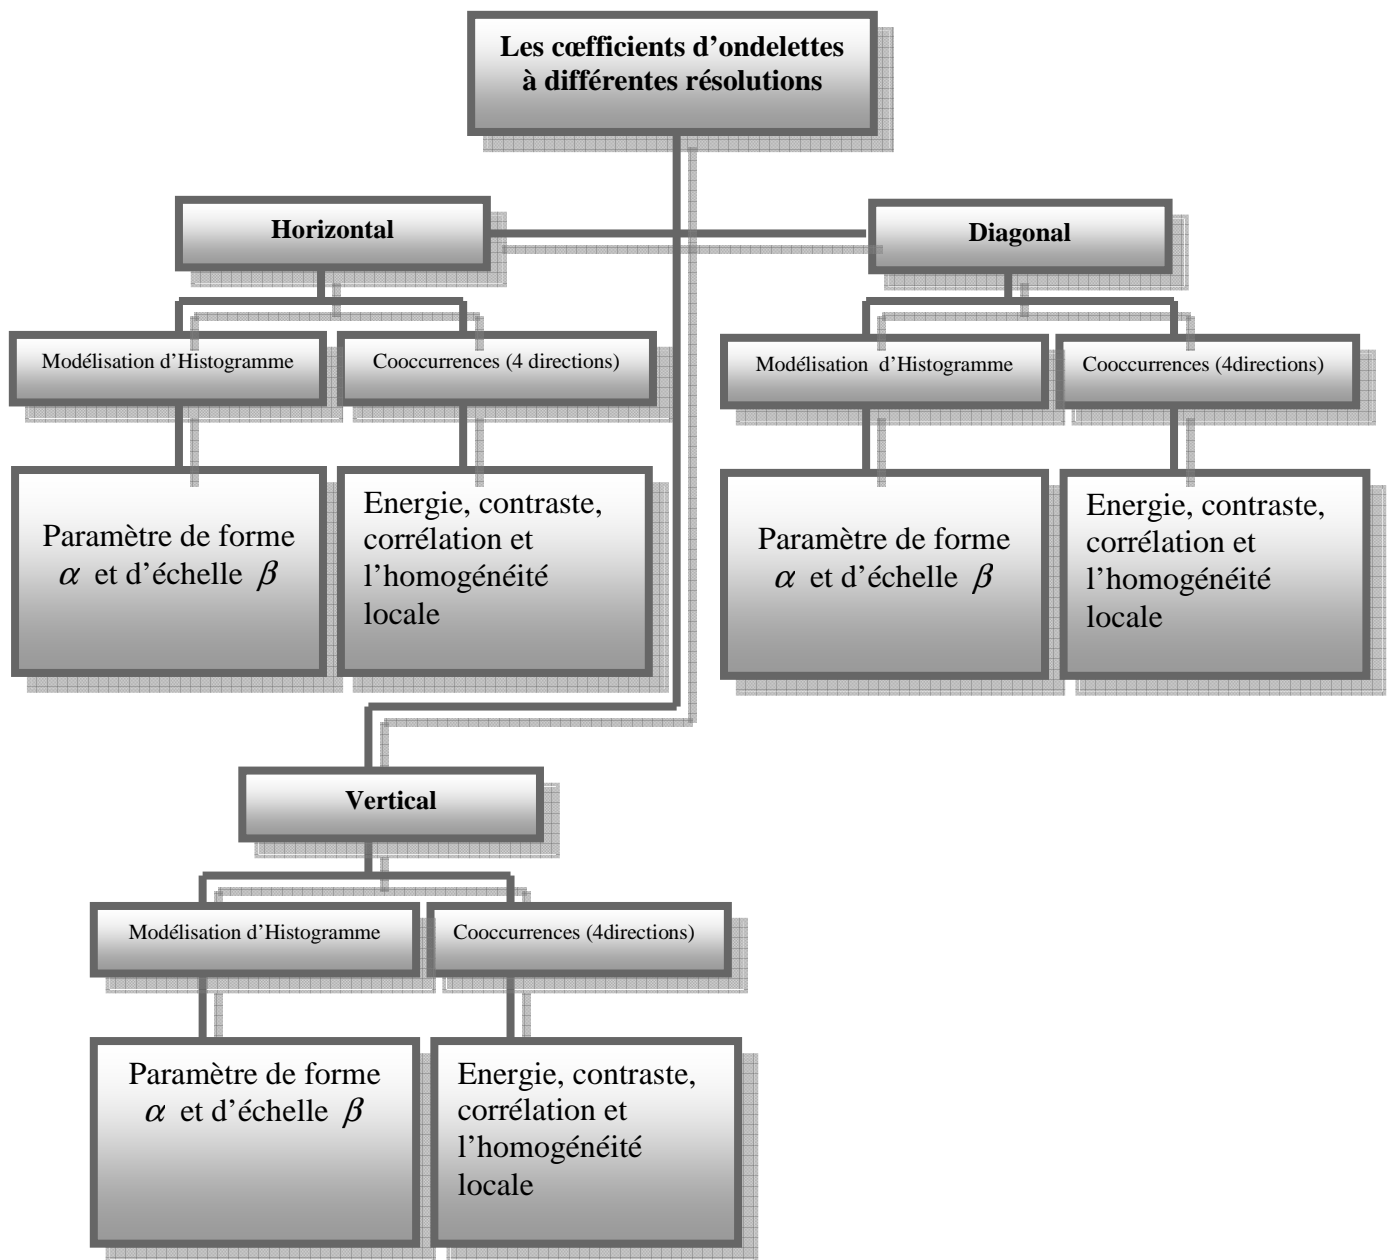 Les cœfficients d’ondelettes
à différentes résolutions
Horizontal
Diagonal
Modélisation d’Histogramme
Cooccurrences (4 directions)
Modélisation d’Histogramme
Cooccurrences (4directions)
Paramètre de forme
α et d’échelle β
Energie, contraste,
corrélation et
l’homogénéité
locale
Paramètre de forme
α et d’échelle β
Energie, contraste,
corrélation et
l’homogénéité
locale
Vertical
Modélisation d’Histogramme
Cooccurrences (4directions)
Paramètre de forme
α et d’échelle β
Energie, contraste,
corrélation et
l’homogénéité
locale